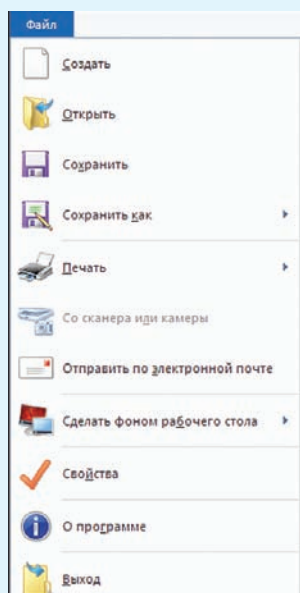 Файл
Создать
Открыть
Сохранить
Сохранить как
Печать
Со сканера или камеры
Отправить по электронной почте
Сделать фоном рабочего стола
Свойства
О программе
Выход